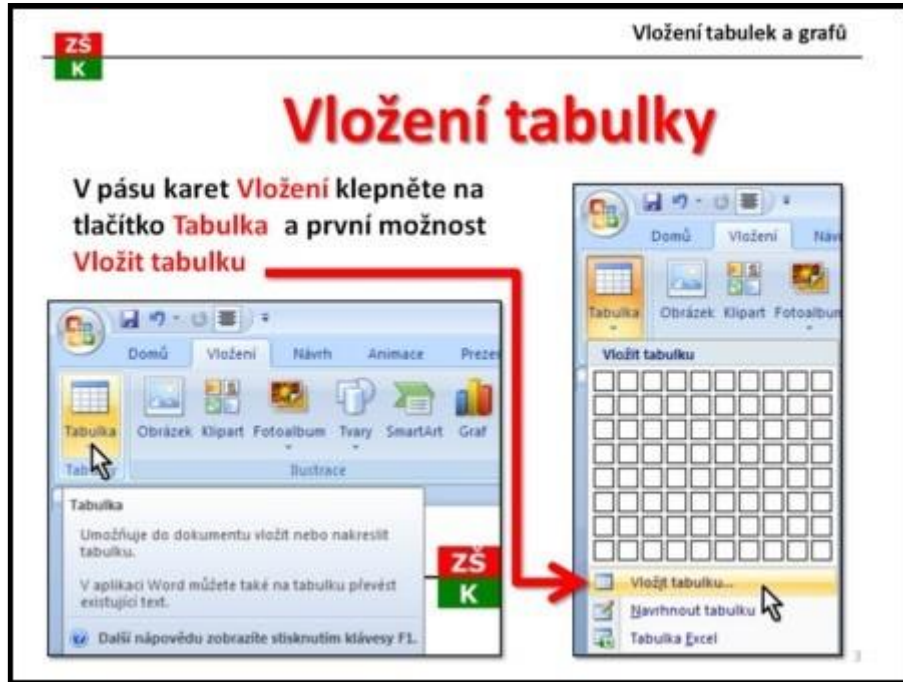 ZŠ
K
Vložení tabulek a grafů
Vložení tabulky
V pásu karet Vložení klepněte na
tlačítko Tabulka a první možnost
Vložit tabulku
Domů Vložení Návrh Animace Preze
Tabulka Obrázek Klipart Fotoalbum Tvary SmartArt Graf
Ilustrace
Tabulka
Umožňuje do dokumentu vložit nebo nakreslit
tabulku.
V aplikaci Word můžete také na tabulku převést
existující text.
Další nápovědu zobrazíte stisknutím klávesy F1.
ZŠ
K
Domů Vložení Náv
Tabulka Obrázek Klipart Fotoalbum
Vložit tabulku
Vložit tabulku...
Navrhnout tabulku
Tabulka Excel
3